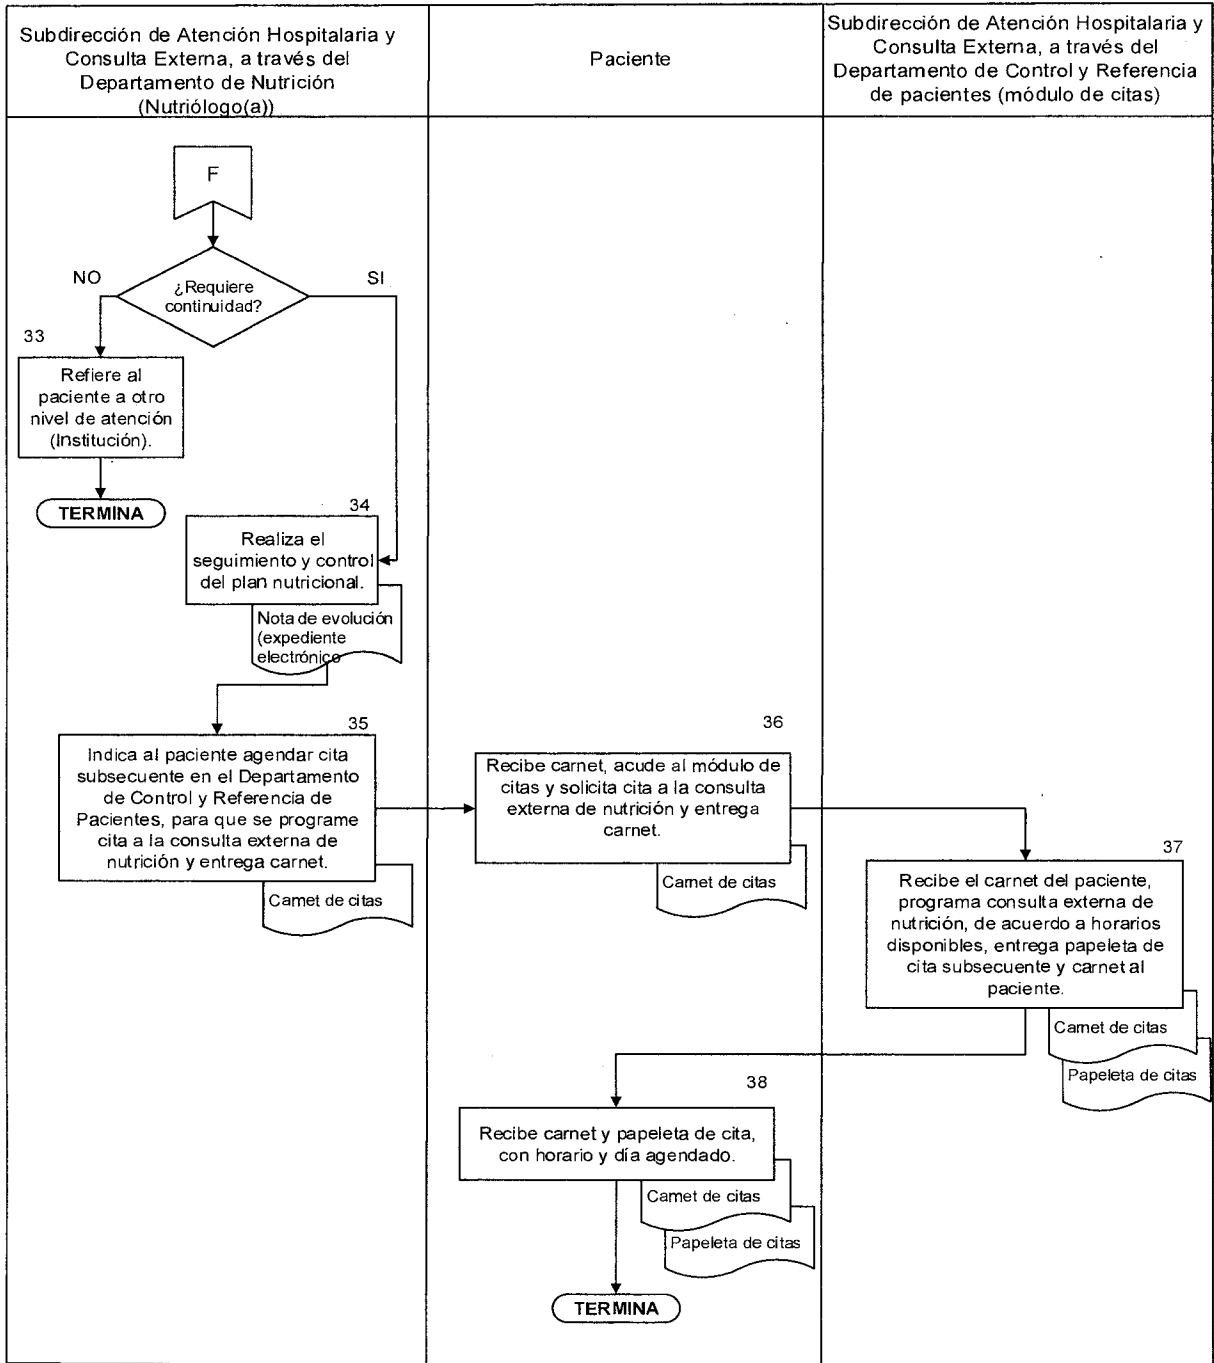 Subdirección de Atención Hospitalaria y
Consulta Externa, a través del
Departamento de Nutrición
(Nutriólogo(a))
Paciente
Subdirección de Atención Hospitalaria y
Consulta Externa, a través del
Departamento de Control y Referencia
de pacientes (módulo de citas)
F
NO
¿Requiere
continuidad?
SI
33
Refiere al
paciente a otro
nivel de atención
(Institución).
TERMINA
34
Realiza el
seguimiento y control
del plan nutricional.
Nota de evolución
(expediente
electrónico
35
Indica al paciente agendar cita
subsecuente en el Departamento
de Control y Referencia de
Pacientes, para que se programe
cita a la consulta externa de
nutrición y entrega carnet.
Carnet de citas
36
Recibe carnet, acude al módulo de
citas y solicita cita a la consulta
externa de nutrición y entrega
carnet.
Carnet de citas
37
Recibe el carnet del paciente,
programa consulta externa de
nutrición, de acuerdo a horarios
disponibles, entrega papeleta de
cita subsecuente y carnet al
paciente.
Carnet de citas
Papeleta de citas
38
Recibe carnet y papeleta de cita,
con horario y día agendado.
Carnet de citas
Papeleta de citas
TERMINA